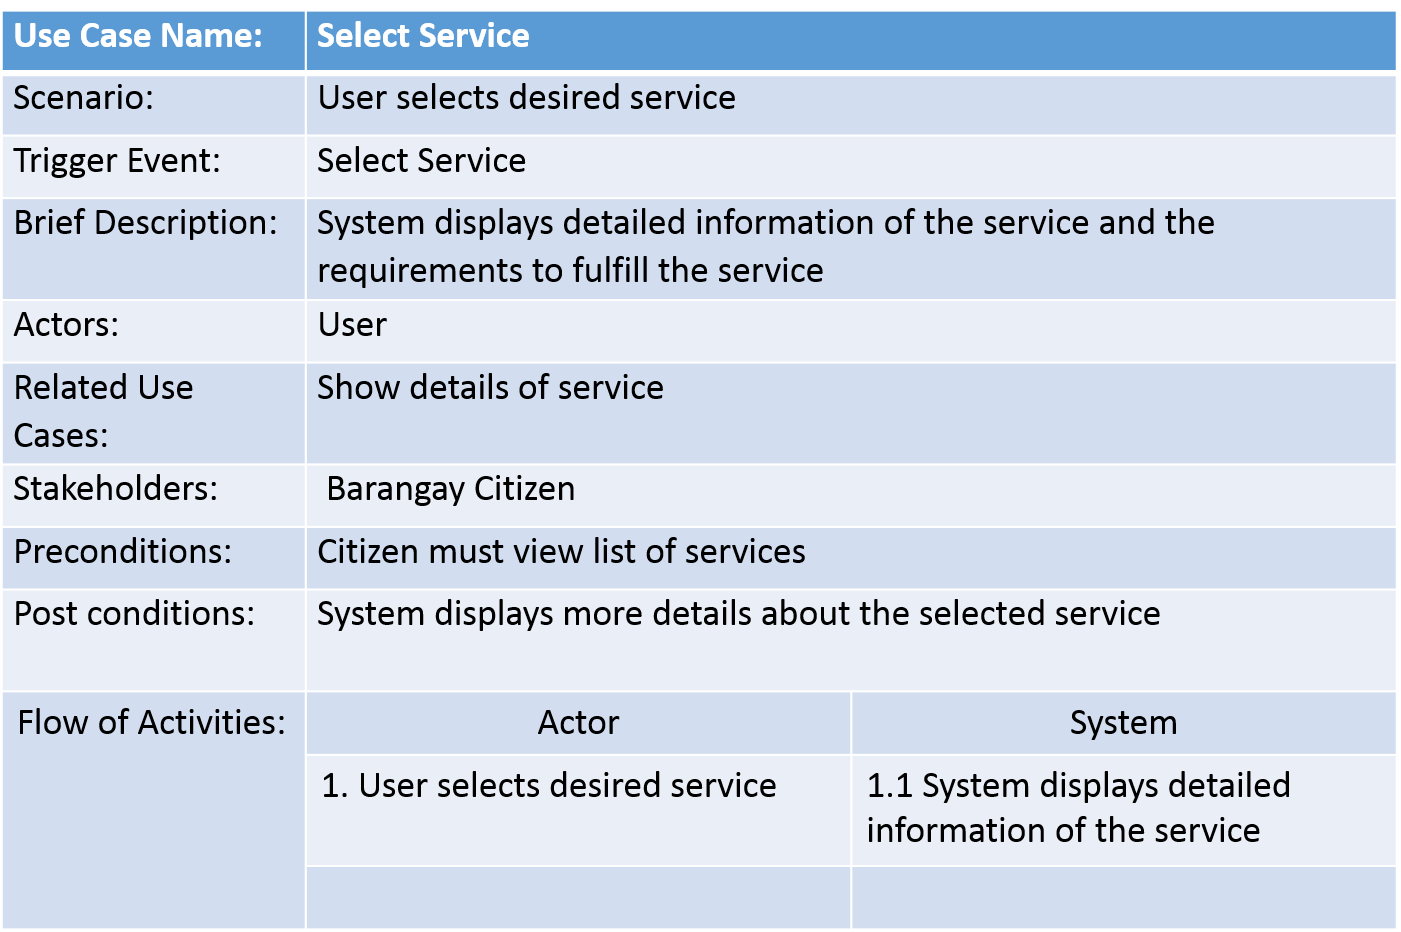 Use Case Name: Select Service
Scenario: User selects desired service
Trigger Event: Select Service
Brief Description: System displays detailed information of the service and the
requirements to fulfill the service
Actors: User
Related Use Show details of service
Cases:
Stakeholders: Barangay Citizen
Preconditions: Citizen must view list of services
Post conditions: System displays more details about the selected service
Flow of Activities: Actor System
1. User selects desired service 1.1 System displays detailed
information of the service